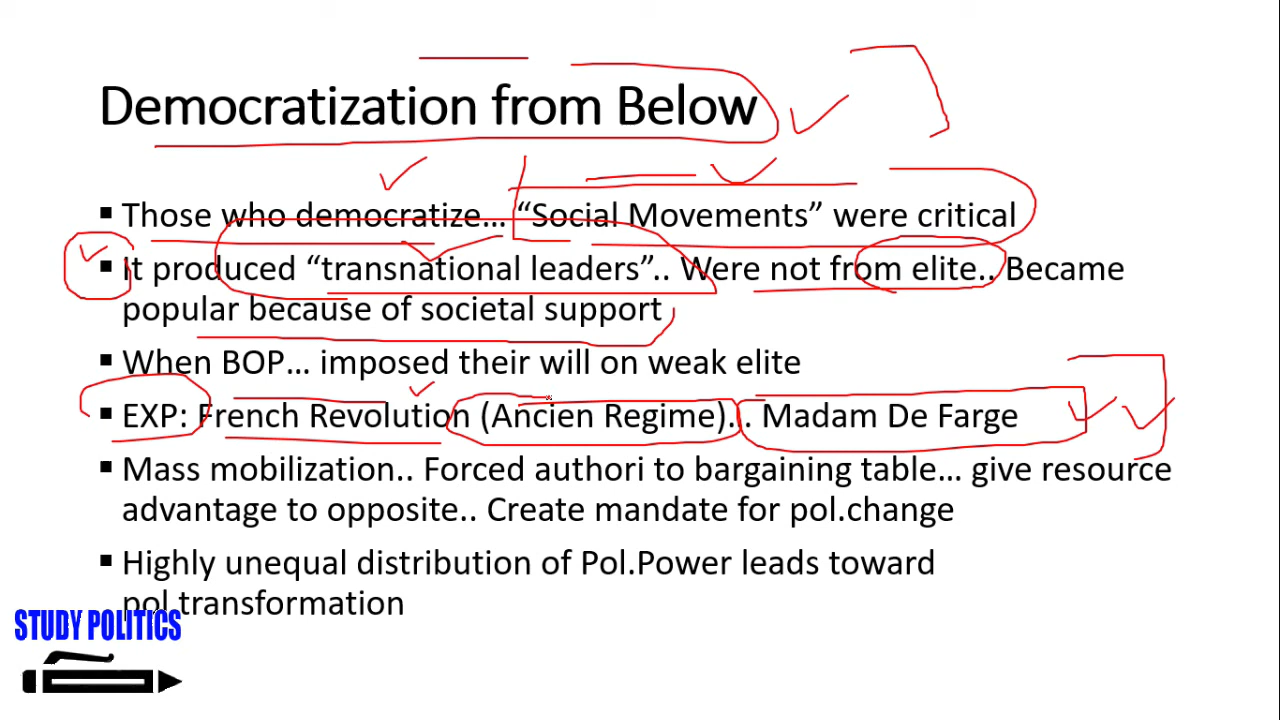 Democratization from Below
▪ Those who democratize... “Social Movements” were critical
▪ It produced “transnational leaders”.. Were not from elite.. Became
popular because of societal support
▪ When BOP... imposed their will on weak elite
▪ EXP: French Revolution (Ancien Regime)... Madam De Farge
▪ Mass mobilization.. Forced authori to bargaining table... give resource
advantage to opposite.. Create mandate for pol.change
▪ Highly unequal distribution of Pol.Power leads toward
pol.transformation
STUDY POLITICS